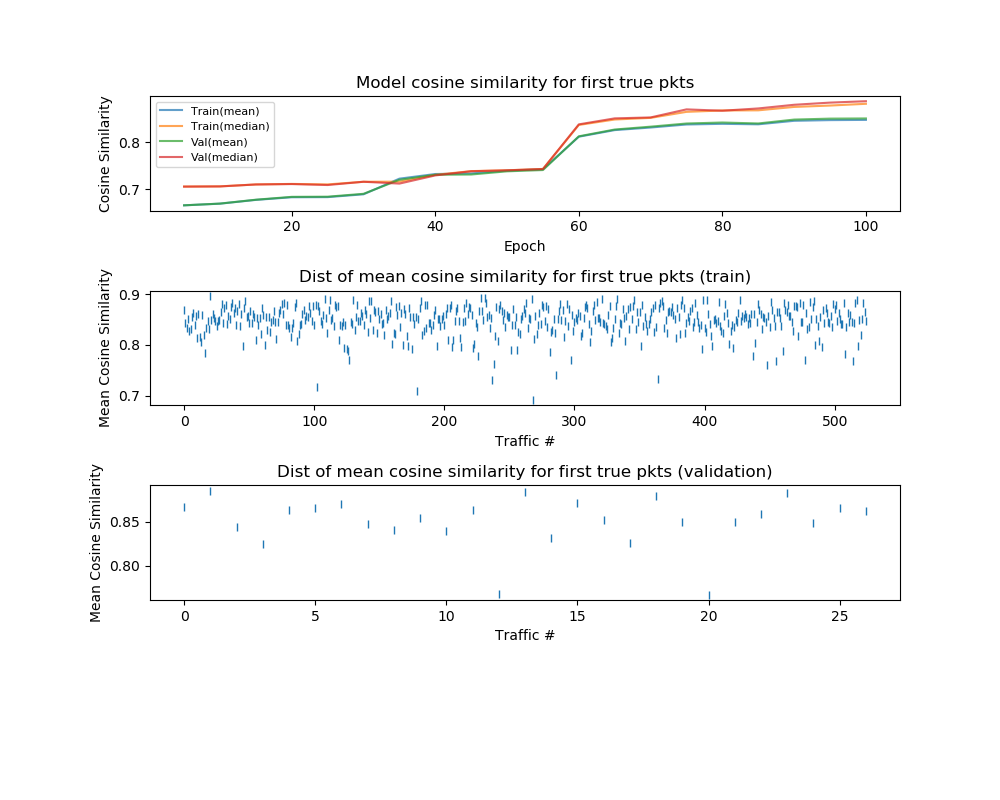 Model cosine similarity for first true pkts
Cosine Similarity
0.8
0.7
Train(mean)
Train(median)
Val(mean)
Val(median)
20 40 60 80 100
Epoch
Dist of mean cosine similarity for first true pkts (train)
Mean Cosine Similarity
0.9
0.8
0.7
0 100 200 300 400 500
Traffic #
Dist of mean cosine similarity for first true pkts (validation)
Mean Cosine Similarity
0.85
0.80
0 5 10 15 20 25
Traffic #